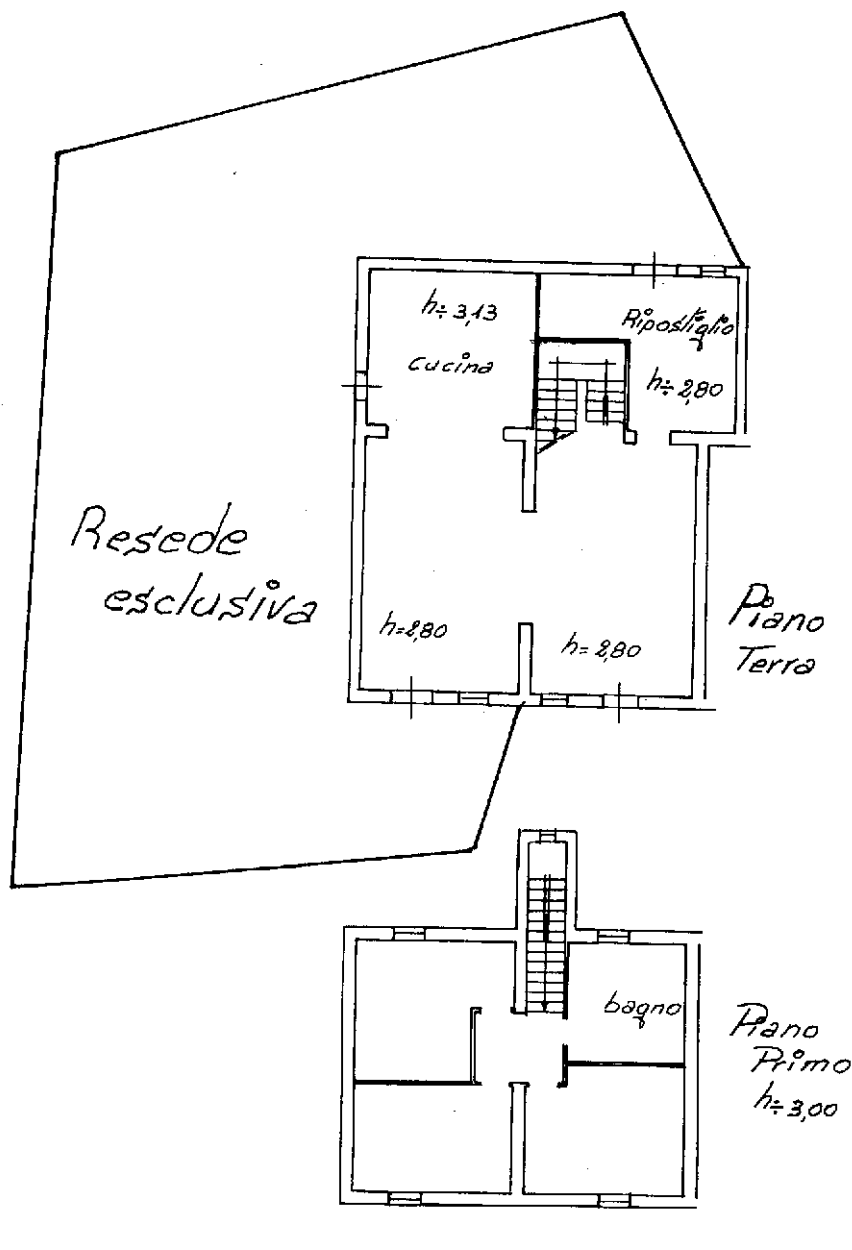 h÷3,13
cucina
Ripostiglio
h÷2,80
Resede
esclusiva
h=2,80
h=2,80
Piano
Terra
bagno
Piano
Primo
h÷3,00